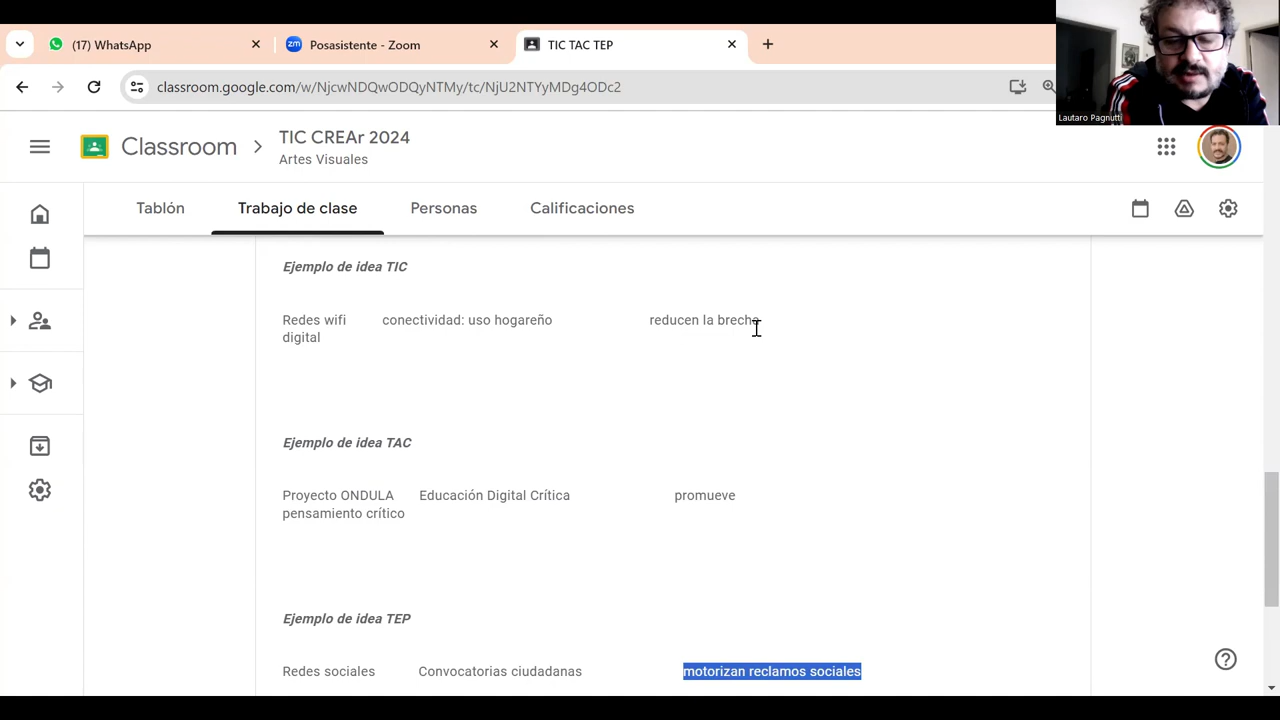 (17) WhatsApp
Posasistente - Zoom
TIC TAC TEP
classroom.google.com/w/NjcwNDQwODQyNTMy/tc/NjU2NTYyMDg4ODc2
Lautaro Pagnutti
Classroom
TIC CREAr 2024
Artes Visuales
Tablón
Trabajo de clase
Personas
Calificaciones
Ejemplo de idea TIC
Redes wifi conectividad: uso hogareño reducen la brecha
digital
Ejemplo de idea TAC
Proyecto ONDULA Educación Digital Crítica promueve
pensamiento crítico
Ejemplo de idea TEP
Redes sociales Convocatorias ciudadanas motorizan reclamos sociales